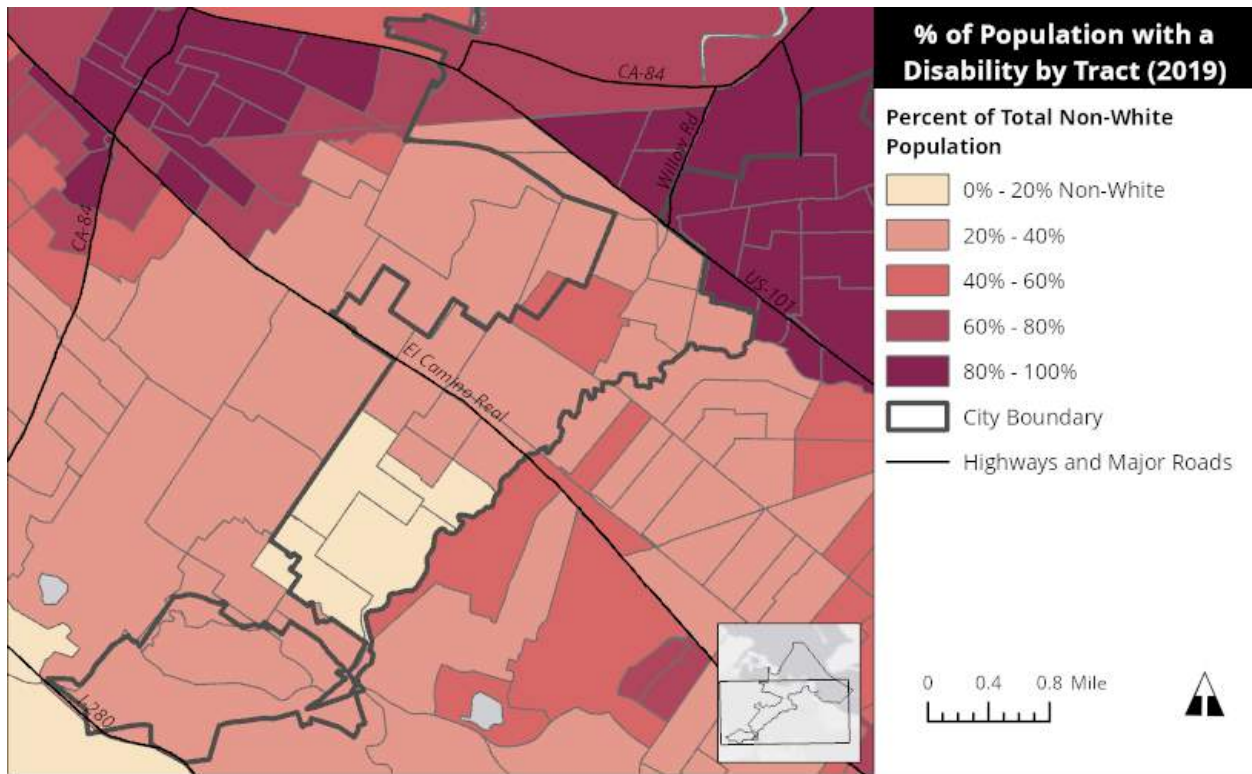 % of Population with a
Disability by Tract (2019)
Percent of Total Non-White
Population
0% - 20% Non-White
20% - 40%
40% - 60%
60% - 80%
80% - 100%
City Boundary
Highways and Major Roads
0 0.4 0.8 Mile
CA-84
Willow Rd
CA-84
US-101
El Camino Real
I-280